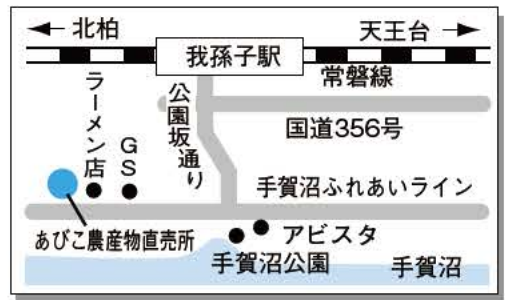 ← 北柏
天王台 →
我孫子駅
常磐線
ラーメン店
GS
公園坂通り
国道356号
手賀沼ふれあいライン
あびこ農産物直売所
アビスタ
手賀沼公園
手賀沼